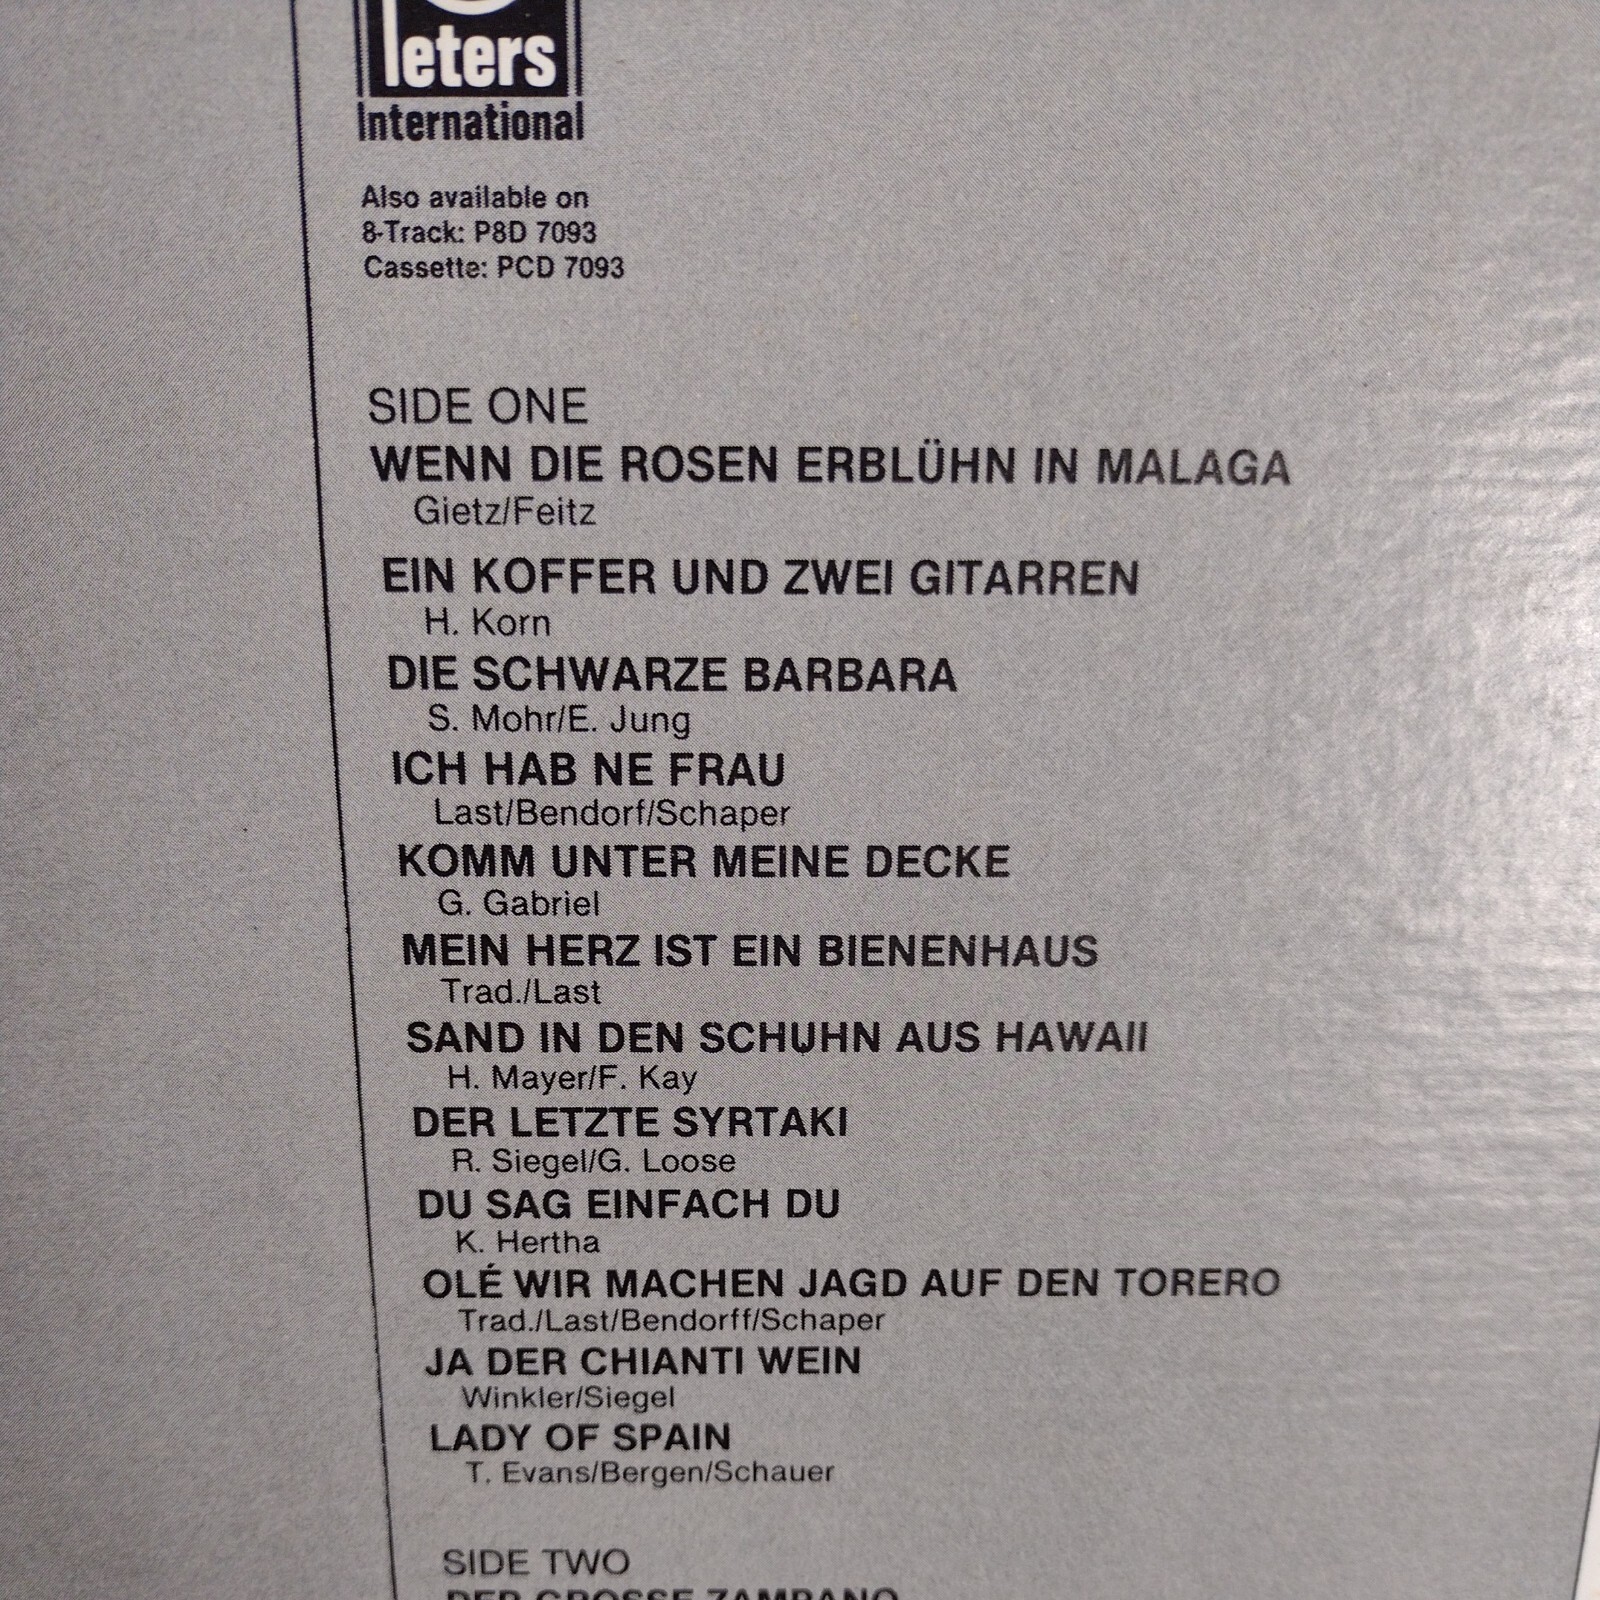 Peters
International
Also available on
8-Track: P8D 7093
Cassette: PCD 7093
SIDE ONE
WENN DIE ROSEN ERBLÜHN IN MALAGA
Gietz/Feitz
EIN KOFFER UND ZWEI GITARREN
H. Korn
DIE SCHWARZE BARBARA
S. Mohr/E. Jung
ICH HAB NE FRAU
Last/Bendorf/Schaper
KOMM UNTER MEINE DECKE
G. Gabriel
MEIN HERZ IST EIN BIENENHAUS
Trad./Last
SAND IN DEN SCHUHN AUS HAWAII
H. Mayer/F. Kay
DER LETZTE SYRTAKI
R. Siegel/G. Loose
DU SAG EINFACH DU
K. Hertha
OLÉ WIR MACHEN JAGD AUF DEN TORERO
Trad./Last/Bendorff/Schaper
JA DER CHIANTI WEIN
Winkler/Siegel
LADY OF SPAIN
T. Evans/Bergen/Schauer
SIDE TWO
DER GROSSE ZAMPANO